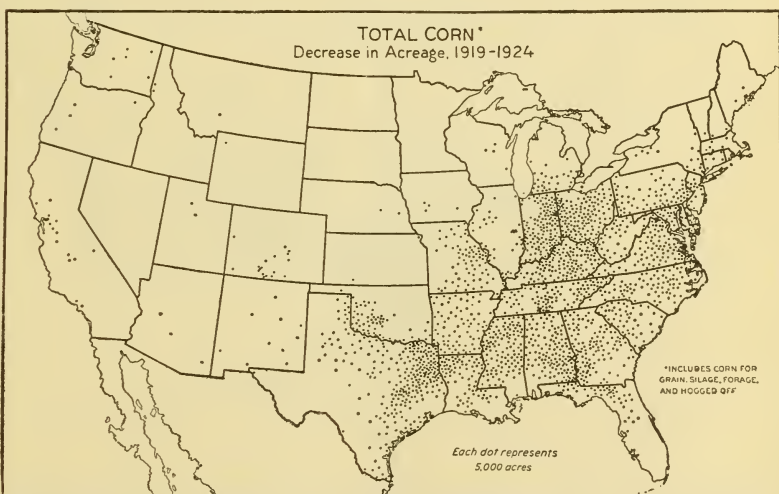 TOTAL CORN*
Decrease in Acreage, 1919-1924
*INCLUDES CORN FOR
GRAIN, SILAGE, FORAGE,
AND HOGGED OFF
Each dot represents
5,000 acres